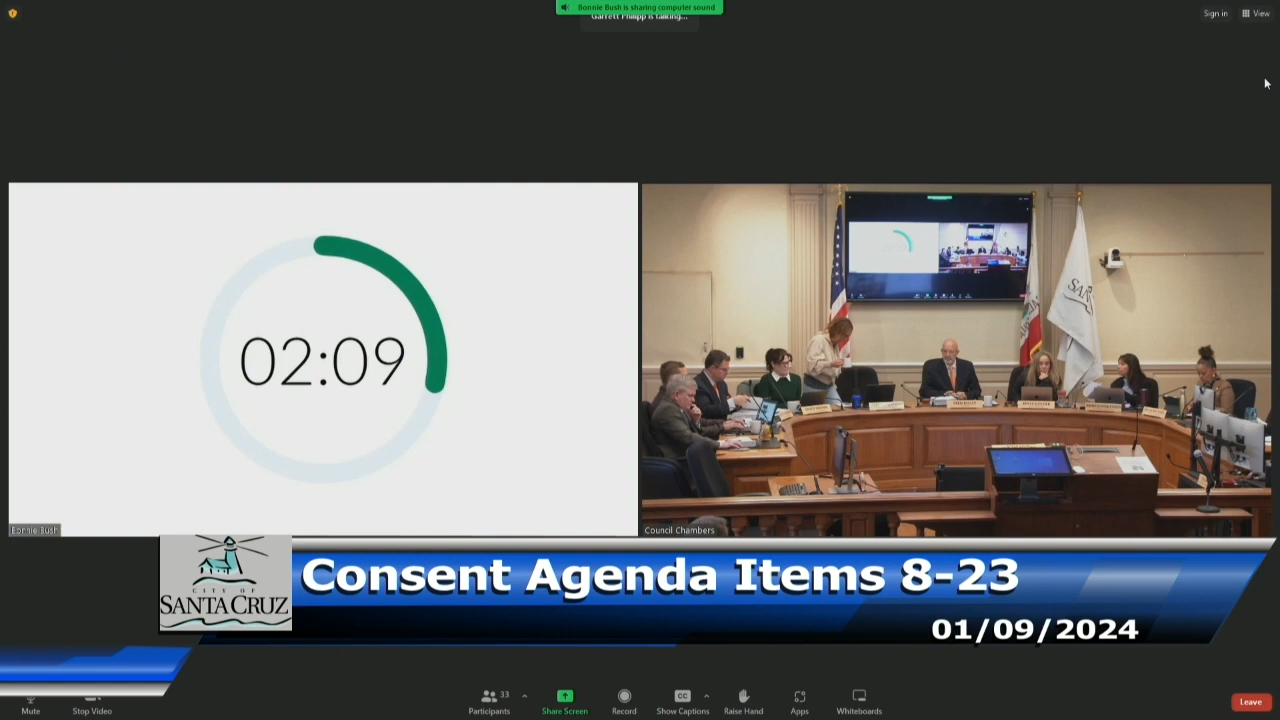 Bonnie Bush is sharing computer sound
Garrett Philipp is talking...
Sign in
View
02:09
SAN
Bonnie Bush
Council Chambers
CITY OF
SANTA CRUZ
Consent Agenda Items 8-23
01/09/2024
Mute
Stop Video
33
Participants
Share Screen
Record
CC
Show Captions
Raise Hand
Apps
Whiteboards
Leave